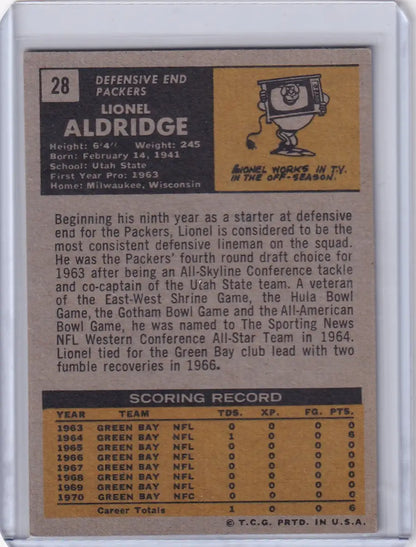 28
DEFENSIVE END
PACKERS
LIONEL
ALDRIDGE
Height: 6'4" Weight: 245
Born: February 14, 1941
School: Utah State
First Year Pro: 1963
Home: Milwaukee, Wisconsin
LIONEL WORKS IN T.V.
IN THE OFF-SEASON.
Beginning his ninth year as a starter at defensive
end for the Packers, Lionel is considered to be the
most consistent defensive lineman on the squad.
He was the Packers' fourth round draft choice for
1963 after being an All-Skyline Conference tackle
and co-captain of the Utah State team. A veteran
of the East-West Shrine Game, the Hula Bowl
Game, the Gotham Bowl Game and the All-American
Bowl Game, he was named to The Sporting News
NFL Western Conference All-Star Team in 1964.
Lionel tied for the Green Bay club lead with two
fumble recoveries in 1966.
SCORING RECORD
YEAR TEAM TDS. XP. FG. PTS.
1963 GREEN BAY NFL 0 0 0 0
1964 GREEN BAY NFL 1 0 0 6
1965 GREEN BAY NFL 0 0 0 0
1966 GREEN BAY NFL 0 0 0 0
1967 GREEN BAY NFL 0 0 0 0
1968 GREEN BAY NFL 0 0 0 0
1969 GREEN BAY NFL 0 0 0 0
1970 GREEN BAY NFC 0 0 0 0
Career Totals 1 0 0 6
© T.C.G. PRTD. IN U.S.A.